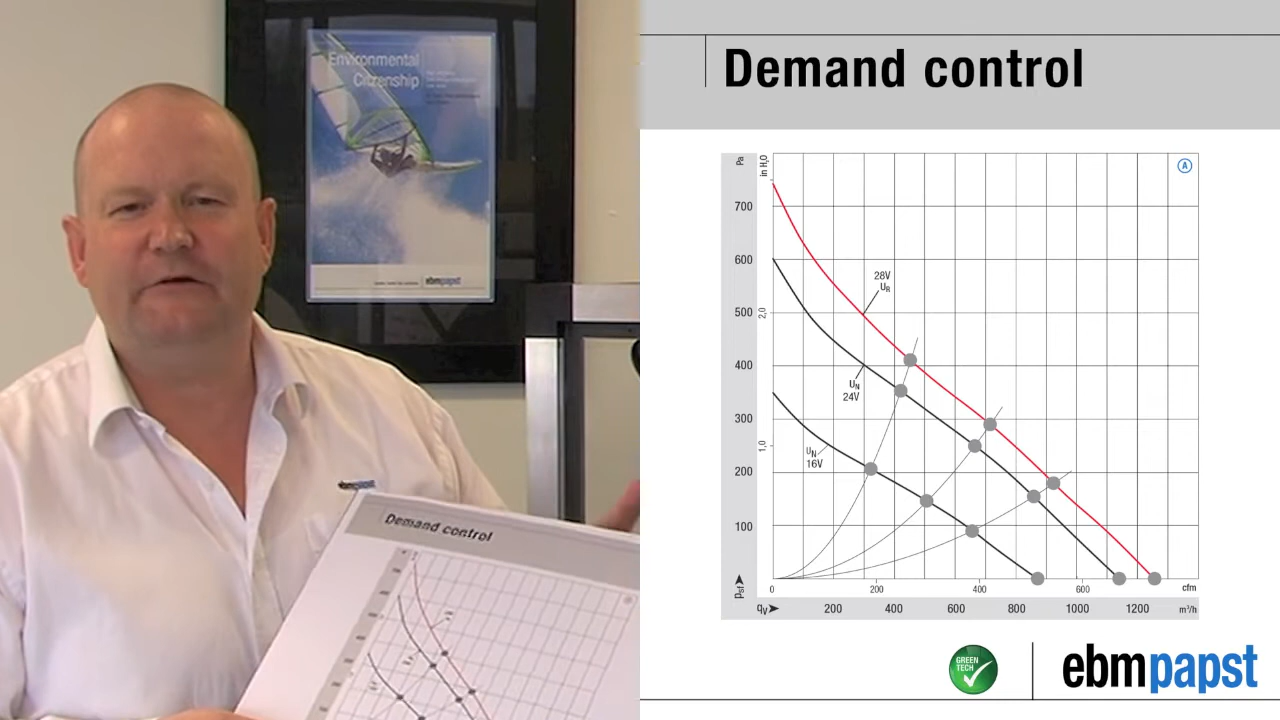 Environmental
Citizenship
ebmpapst
ebmpapst
Demand control
Demand control
Pa
in H₂O
A
700
600
500
400
300
200
100
2,0
1,0
28V
UR
UN
24V
UN
16V
psf
0
200
400
600
cfm
qv
200
400
600
800
1000
1200
m³/h
GREEN
TECH
ebmpapst